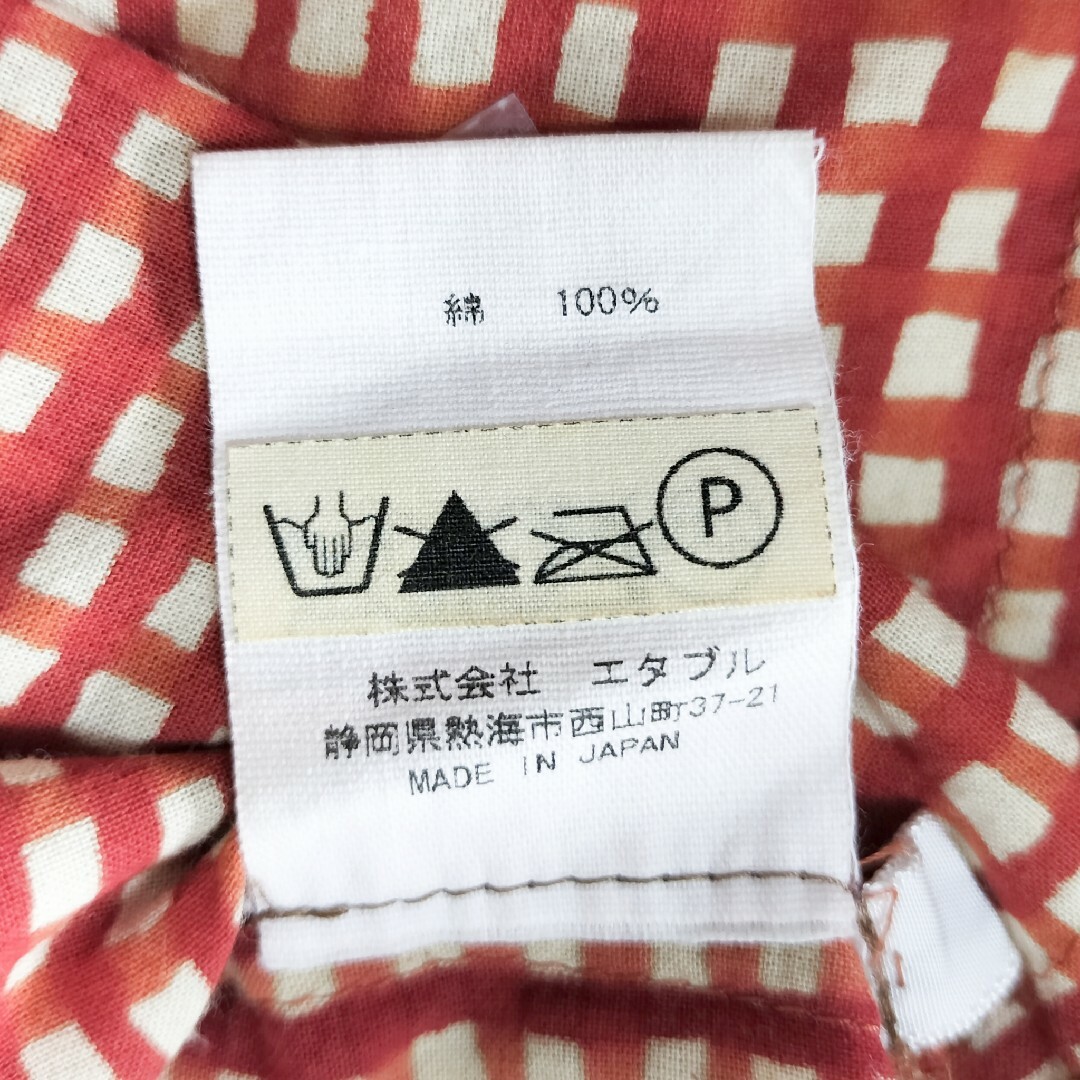 綿 100%
P
株式会社 エタブル
静岡県熱海市西山町37-21
MADE IN JAPAN